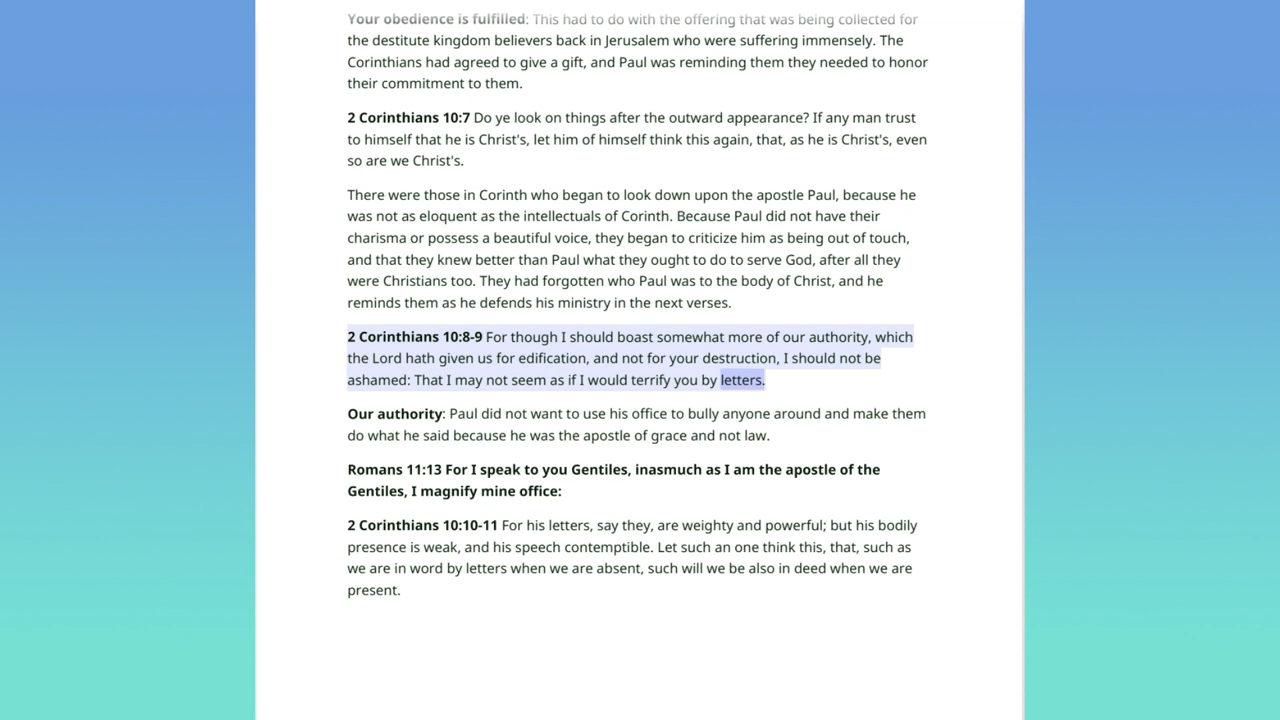 Your obedience is fulfilled: This had to do with the offering that was being collected for
the destitute kingdom believers back in Jerusalem who were suffering immensely. The
Corinthians had agreed to give a gift, and Paul was reminding them they needed to honor
their commitment to them.
2 Corinthians 10:7 Do ye look on things after the outward appearance? If any man trust
to himself that he is Christ's, let him of himself think this again, that, as he is Christ's, even
so are we Christ's.
There were those in Corinth who began to look down upon the apostle Paul, because he
was not as eloquent as the intellectuals of Corinth. Because Paul did not have their
charisma or possess a beautiful voice, they began to criticize him as being out of touch,
and that they knew better than Paul what they ought to do to serve God, after all they
were Christians too. They had forgotten who Paul was to the body of Christ, and he
reminds them as he defends his ministry in the next verses.
2 Corinthians 10:8-9 For though I should boast somewhat more of our authority, which
the Lord hath given us for edification, and not for your destruction, I should not be
ashamed: That I may not seem as if I would terrify you by letters.
Our authority: Paul did not want to use his office to bully anyone around and make them
do what he said because he was the apostle of grace and not law.
Romans 11:13 For I speak to you Gentiles, inasmuch as I am the apostle of the
Gentiles, I magnify mine office:
2 Corinthians 10:10-11 For his letters, say they, are weighty and powerful; but his bodily
presence is weak, and his speech contemptible. Let such an one think this, that, such as
we are in word by letters when we are absent, such will we be also in deed when we are
present.